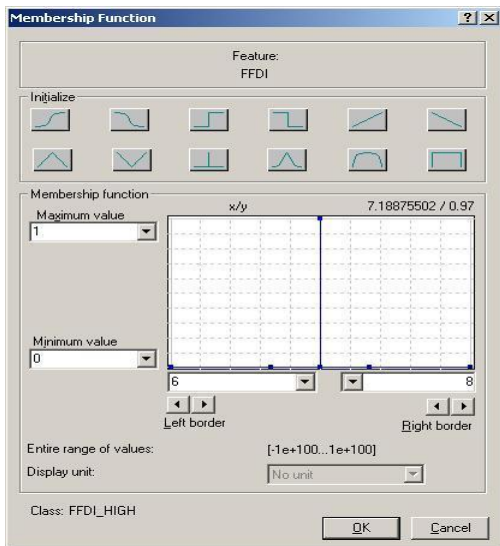 Membership Function
Feature:
FFDI
Initialize
Membership function
Maximum value
x/y
7.18875502 / 0.97
1
Minimum value
0
6
8
Left border
Right border
Entire range of values:
[-1e+100...1e+100]
Display unit:
No unit
Class: FFDI_HIGH
OK
Cancel